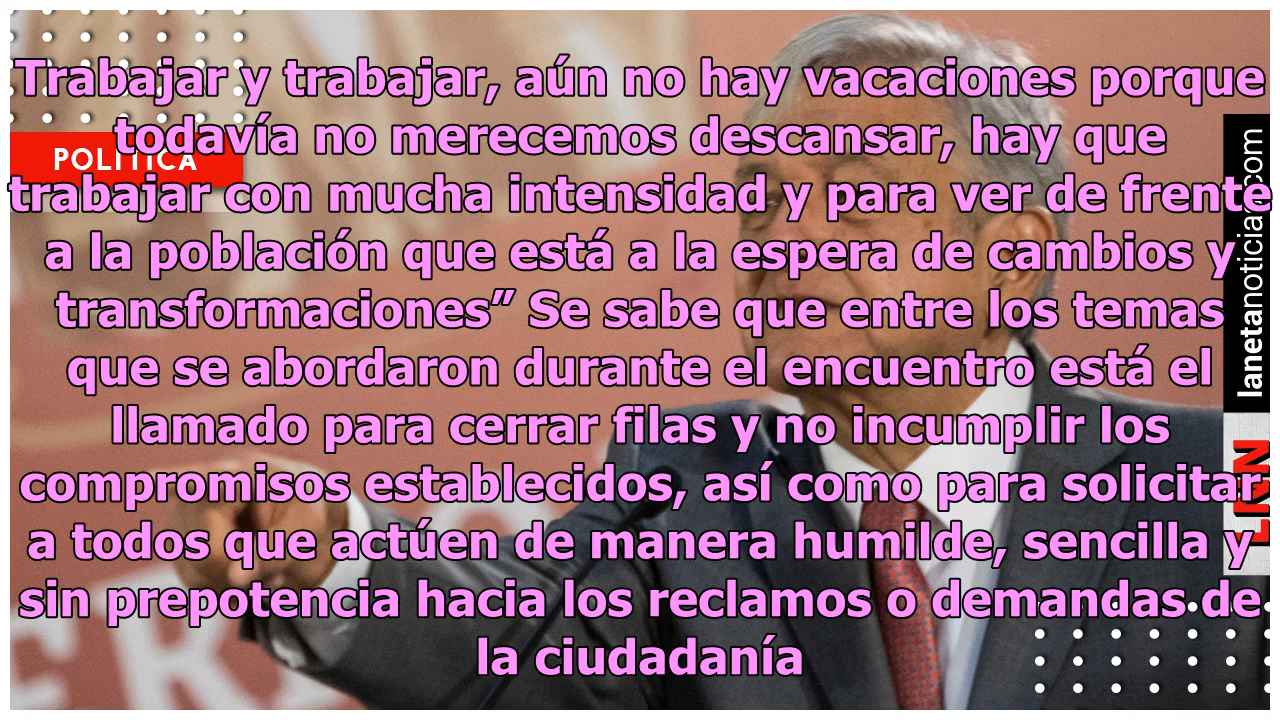 Trabajar y trabajar, aún no hay vacaciones porque
todavía no merecemos descansar, hay que
POLÍTICA
trabajar con mucha intensidad y para ver de frente
a la población que está a la espera de cambios y
transformaciones” Se sabe que entre los temas
que se abordaron durante el encuentro está el
llamado para cerrar filas y no incumplir los
compromisos establecidos, así como para solicitar
a todos que actúen de manera humilde, sencilla y
sin prepotencia hacia los reclamos o demandas de
la ciudadanía
lanetanoticias.com